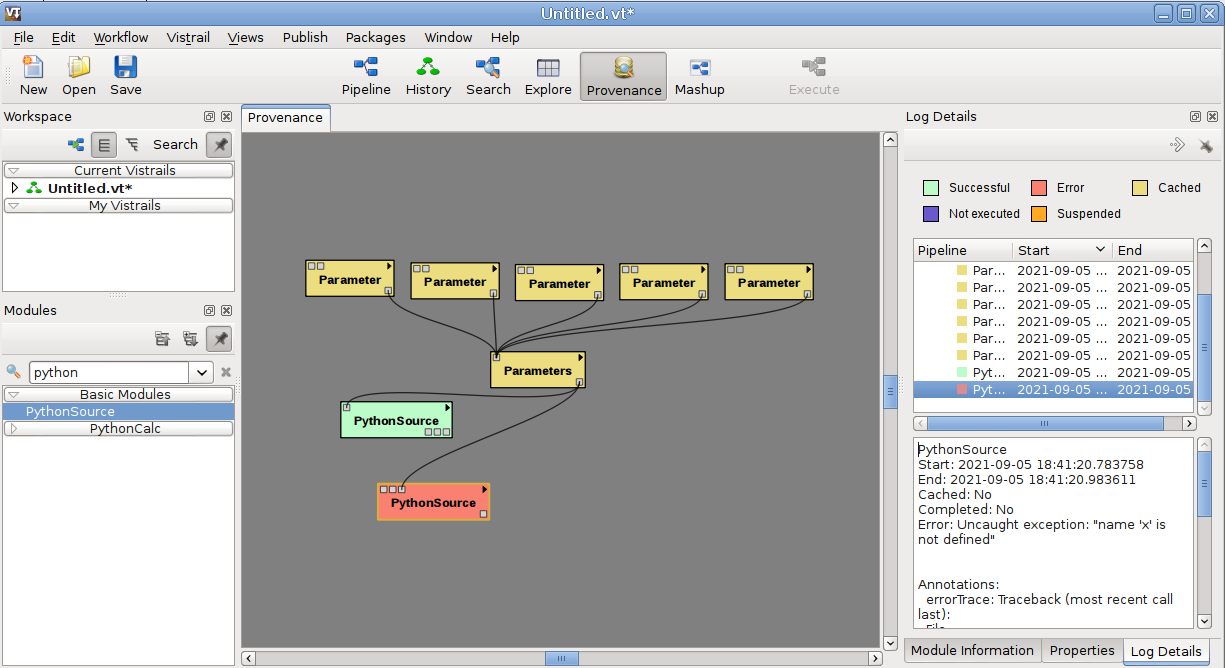 VT Untitled.vt*
File Edit Workflow Vistrail Views Publish Packages Window Help
New Open Save Pipeline History Search Explore Provenance Mashup Execute
Workspace
Search
Current Vistrails
Untitled.vt*
My Vistrails
Modules
python
Basic Modules
PythonSource
PythonCalc
Provenance
Parameter Parameter Parameter Parameter Parameter
Parameters
PythonSource
PythonSource
Log Details
Successful Error Cached
Not executed Suspended
Pipeline Start End
Par... 2021-09-05 ... 2021-09-05
Par... 2021-09-05 ... 2021-09-05
Par... 2021-09-05 ... 2021-09-05
Par... 2021-09-05 ... 2021-09-05
Par... 2021-09-05 ... 2021-09-05
Par... 2021-09-05 ... 2021-09-05
Pyt... 2021-09-05 ... 2021-09-05
Pyt... 2021-09-05 ... 2021-09-05
PythonSource
Start: 2021-09-05 18:41:20.783758
End: 2021-09-05 18:41:20.983611
Cached: No
Completed: No
Error: Uncaught exception: "name 'x' is
not defined"
Annotations:
errorTrace: Traceback (most recent call
last):
File
Module Information Properties Log Details